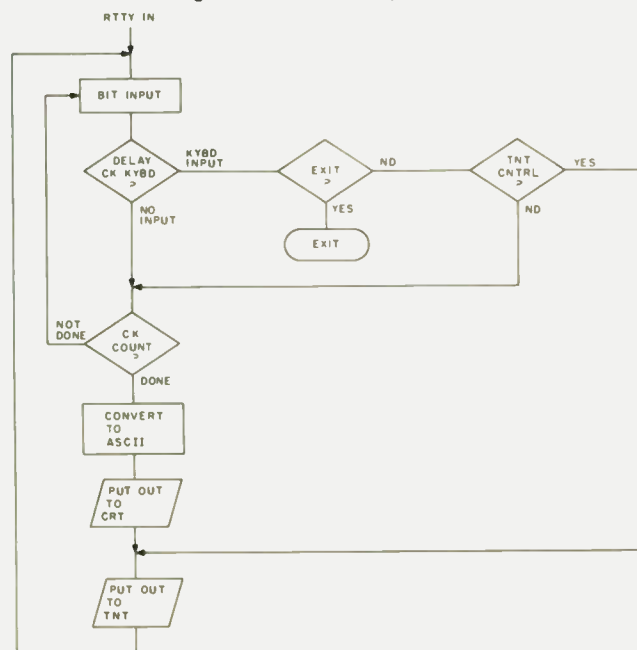 RTTY IN
BIT INPUT
DELAY
CK KYBD
?
KYBD
INPUT
EXIT
?
NO
TNT
CNTRL
?
YES
NO
INPUT
YES
NO
EXIT
NOT
DONE
CK
COUNT
?
DONE
CONVERT
TO
ASCII
PUT OUT
TO
CRT
PUT OUT
TO
TNT